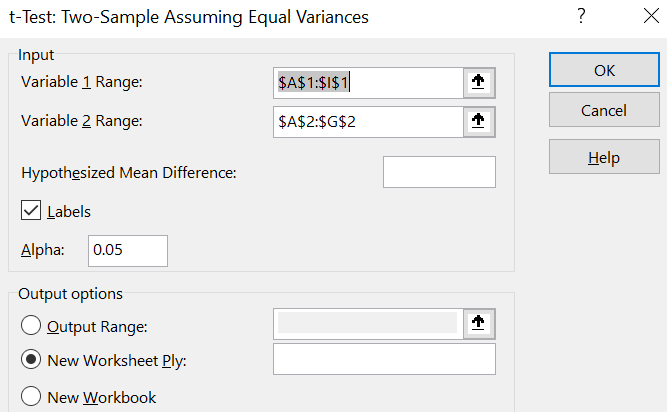 t-Test: Two-Sample Assuming Equal Variances ?
Input
Variable 1 Range: $A$1:$I$1
Variable 2 Range: $A$2:$G$2
Hypothesized Mean Difference:
Labels
Alpha: 0.05
OK
Cancel
Help
Output options
Output Range:
New Worksheet Ply:
New Workbook